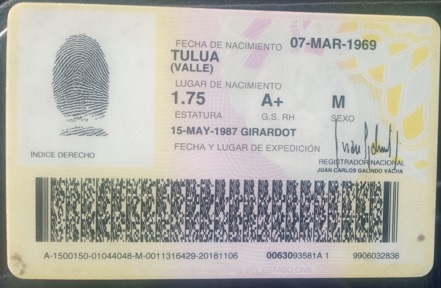 FECHA DE NACIMIENTO 07-MAR-1969
TULUA
(VALLE)
LUGAR DE NACIMIENTO
1.75 A+ M
ESTATURA G.S. RH SEXO
15-MAY-1987 GIRARDOT
FECHA Y LUGAR DE EXPEDICIÓN
INDICE DERECHO
REGISTRADOR NACIONAL
JUAN CARLOS GALINDO VACHA
A-1500150-01044048-M-0011316429-20181106 0063093581A 1 9906032838